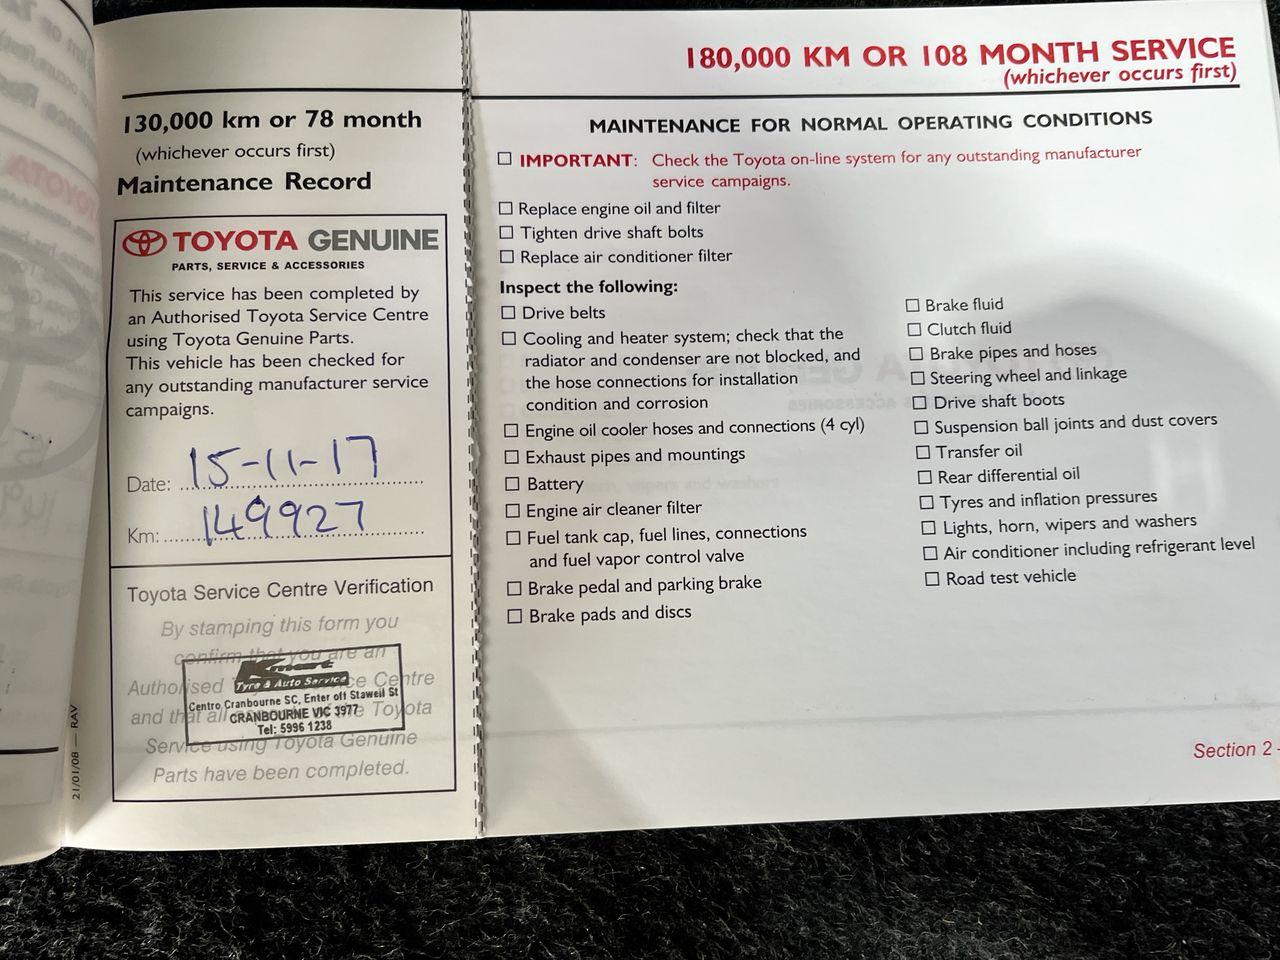 130,000 km or 78 month
(whichever occurs first)
Maintenance Record
TOYOTA GENUINE
PARTS, SERVICE & ACCESSORIES
This service has been completed by
an Authorised Toyota Service Centre
using Toyota Genuine Parts.
This vehicle has been checked for
any outstanding manufacturer service
campaigns.
Date: 15-11-17
Km: 149927
Toyota Service Centre Verification
By stamping this form you
confirm that you are an
Authorised Service Centre
and that all the Toyota
Service using Toyota Genuine
Parts have been completed.
Kmart
Tyre & Auto Service
Centro Cranbourne SC, Enter off Stawell St
CRANBOURNE VIC 3977
Tel: 5996 1238
21/01/08 — RAV
180,000 KM OR 108 MONTH SERVICE
(whichever occurs first)
MAINTENANCE FOR NORMAL OPERATING CONDITIONS
IMPORTANT: Check the Toyota on-line system for any outstanding manufacturer
service campaigns.
Replace engine oil and filter
Tighten drive shaft bolts
Replace air conditioner filter
Inspect the following:
Drive belts
Cooling and heater system; check that the
radiator and condenser are not blocked, and
the hose connections for installation
condition and corrosion
Engine oil cooler hoses and connections (4 cyl)
Exhaust pipes and mountings
Battery
Engine air cleaner filter
Fuel tank cap, fuel lines, connections
and fuel vapor control valve
Brake pedal and parking brake
Brake pads and discs
Brake fluid
Clutch fluid
Brake pipes and hoses
Steering wheel and linkage
Drive shaft boots
Suspension ball joints and dust covers
Transfer oil
Rear differential oil
Tyres and inflation pressures
Lights, horn, wipers and washers
Air conditioner including refrigerant level
Road test vehicle
Section 2 -